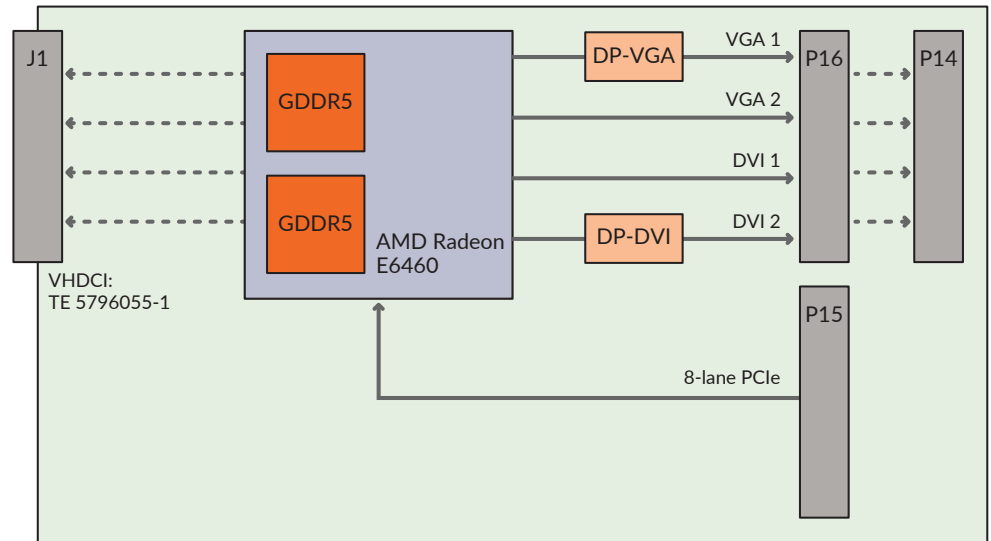 J1
GDDR5
GDDR5
AMD Radeon
E6460
VHDCI:
TE 5796055-1
DP-VGA
VGA 1
VGA 2
DVI 1
DP-DVI
DVI 2
P16
P14
P15
8-lane PCIe